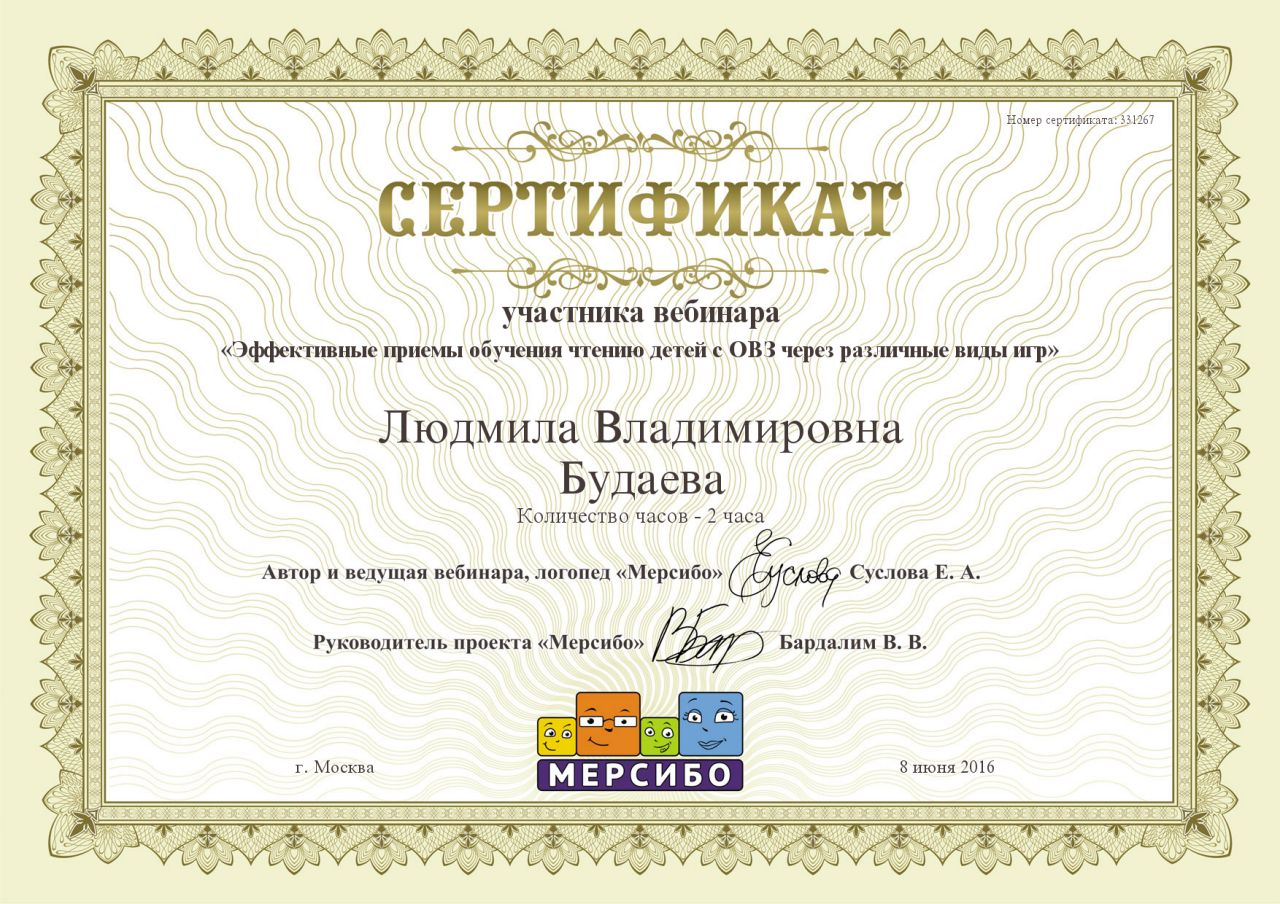 Номер сертификата: 331267
СЕРТИФИКАТ
участника вебинара
«Эффективные приемы обучения чтению детей с ОВЗ через различные виды игр»
Людмила Владимировна
Будаева
Количество часов - 2 часа
Автор и ведущая вебинара, логопед «Мерсибо» ЕСуслова Суслова Е. А.
Руководитель проекта «Мерсибо» Бардалим В. В.
МЕРСИБО
г. Москва
8 июня 2016